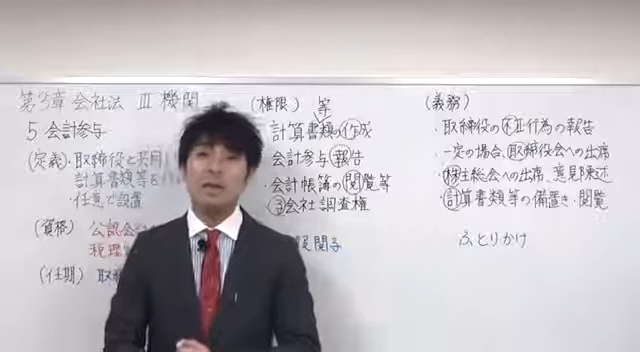 第3章 会社法 III 機関
5 会計参与
(定義)・取締役と共同し
計算書類等を
・任意で設置
(資格) 公認会
税理
(任期) 取締
(権限) 等
計算書類の作成
会計参与報告
・会計帳簿の閲覧等
・③会社調査権
展開子
(義務)
・取締役の不正行為の報告
・一定の場合、取締役会への出席
・株主総会への出席、意見陳述
・計算書類等の備置き・閲覧
ふとりかけ